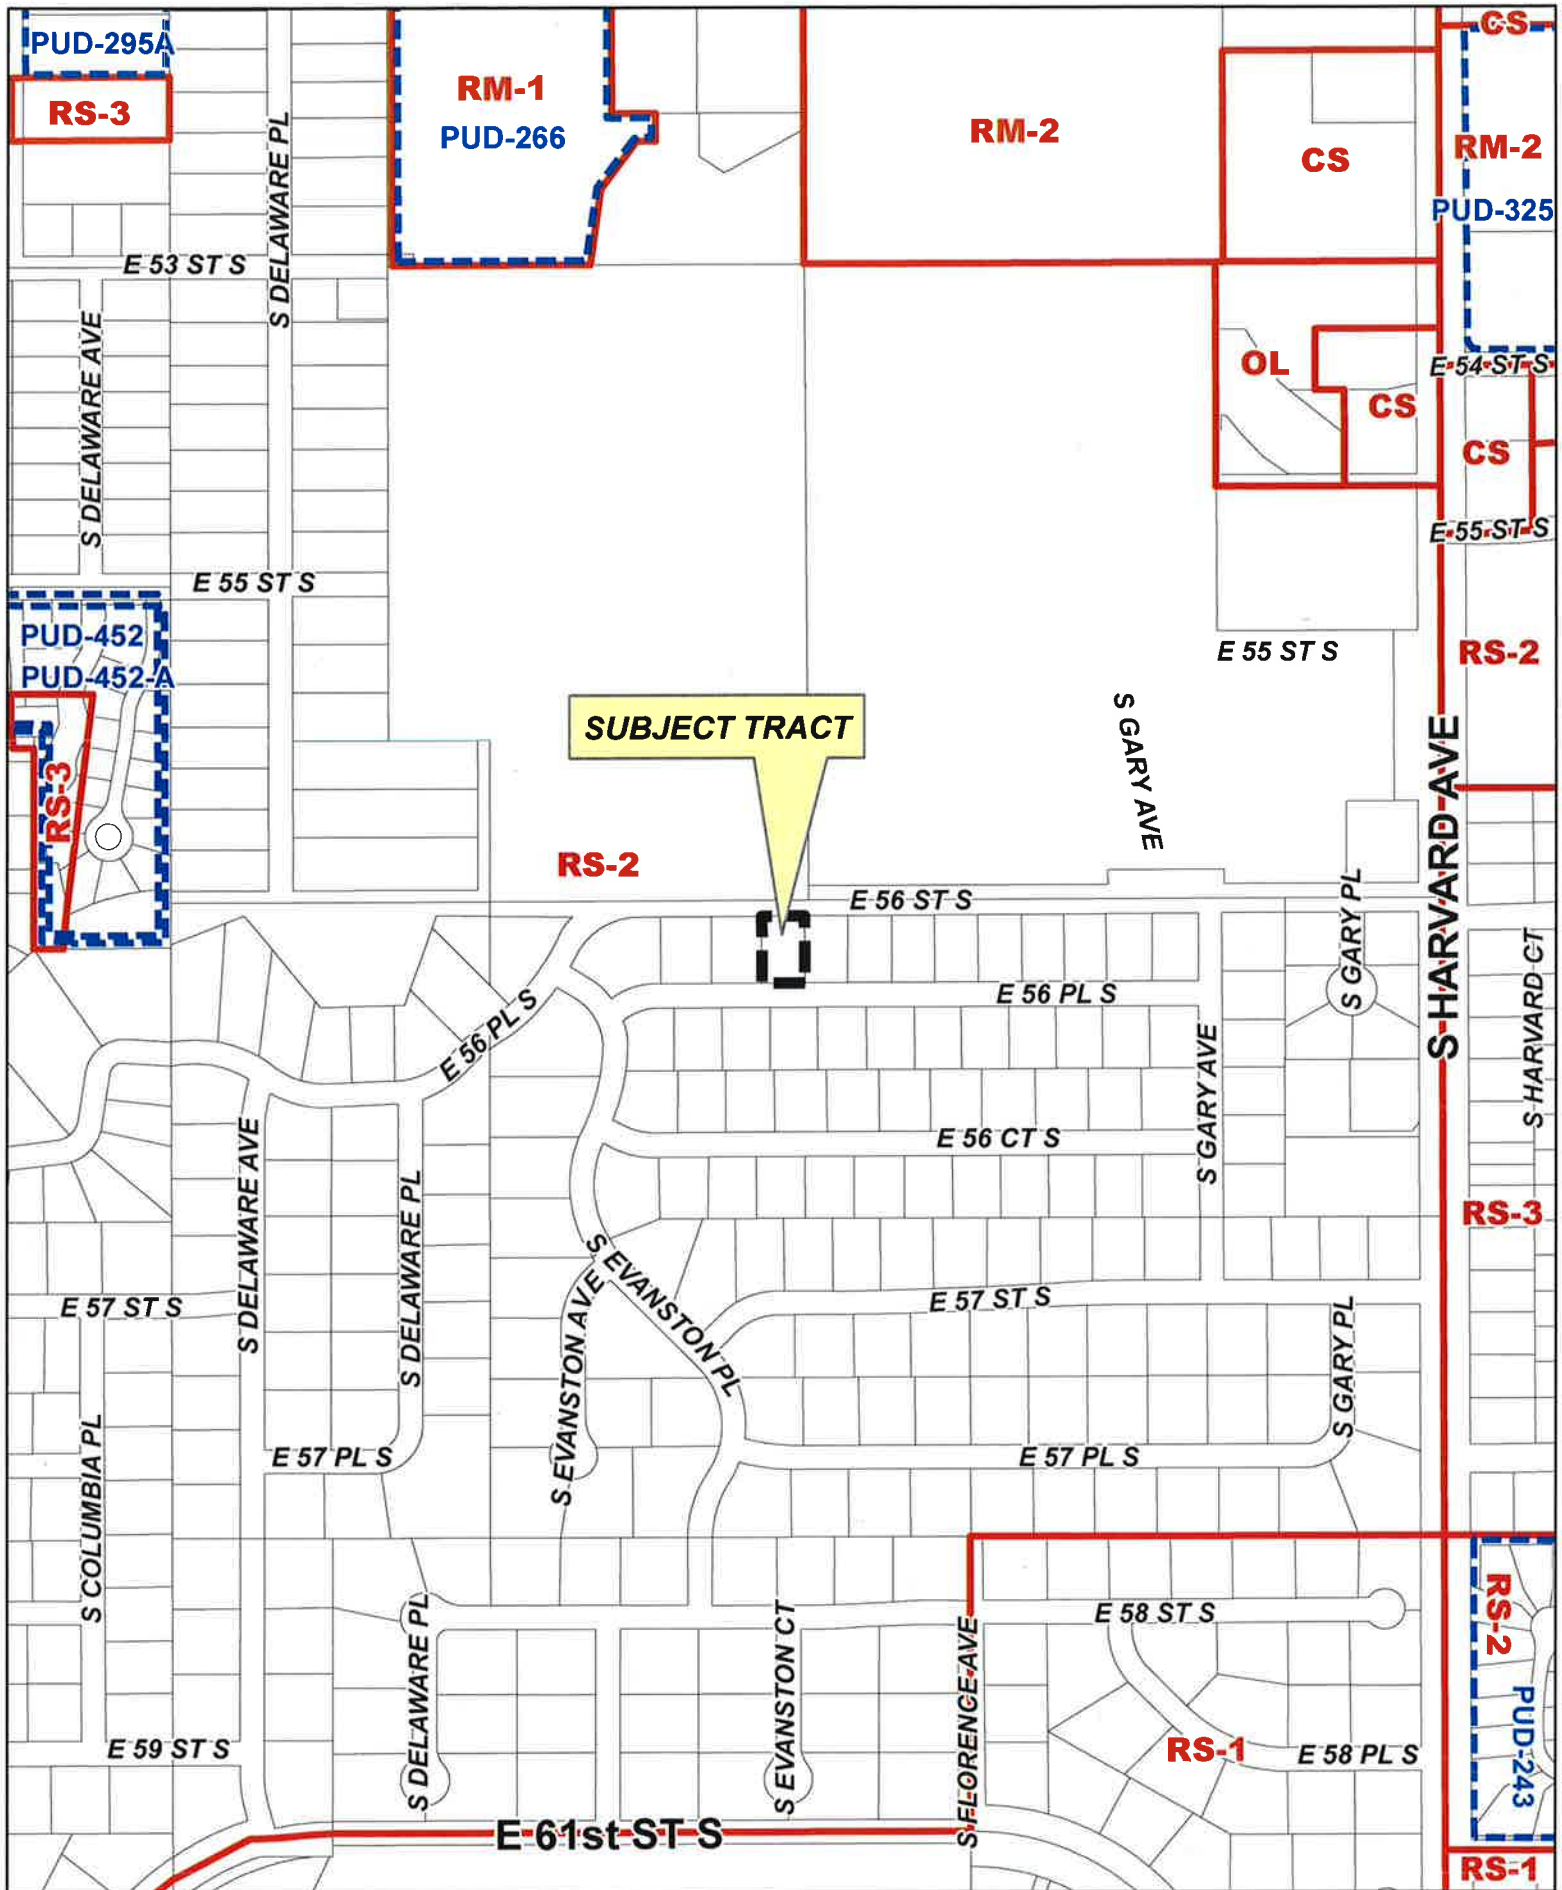 CS
PUD-295A
RM-1
RS-3
RM-2
PUD-266
RM-2
CS
PUD-325
S DELAWARE PL
E 53 ST S
OL
E 54 ST S
CS
S DELAWARE AVE
CS
E 55 ST S
E 55 ST S
PUD-452
E 55 ST S
RS-2
PUD-452-A
SUBJECT TRACT
S GARY AVE
RS-3
RS-2
S HARVARD AVE
E 56 ST S
S GARY PL
E 56 PL S
E 56 PL S
S HARVARD CT
S GARY AVE
E 56 CT S
S DELAWARE AVE
S DELAWARE PL
RS-3
S EVANSTON PL
E 57 ST S
E 57 ST S
S EVANSTON AVE
S GARY PL
E 57 PL S
E 57 PL S
S COLUMBIA PL
E 58 ST S
RS-2
S DELAWARE PL
S EVANSTON CT
S FLORENCE AVE
E 59 ST S
RS-1
E 58 PL S
PUD-243
E 61st ST S
RS-1